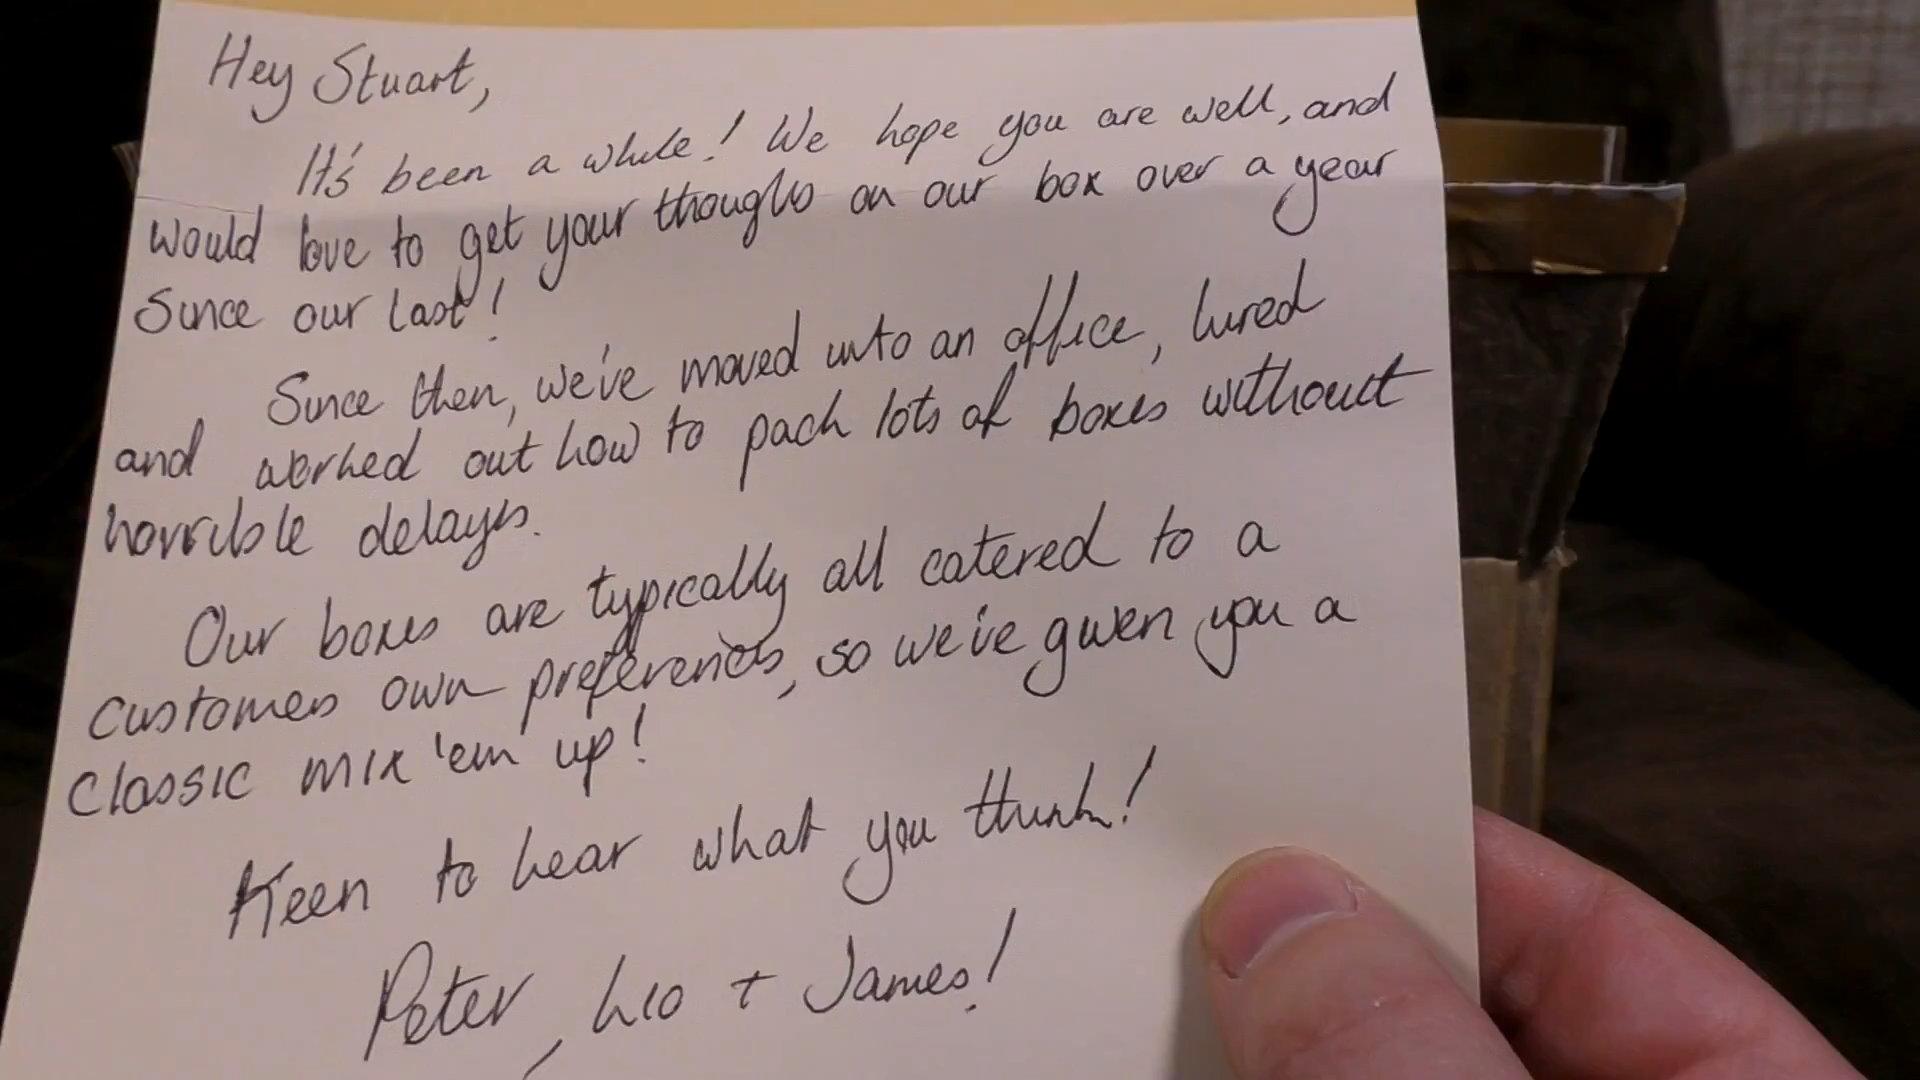 Hey Stuart,
It's been a while! We hope you are well, and
would love to get your thoughts on our box over a year
since our last!
Since then, we've moved into an office, hired
and worked out how to pack lots of boxes without
horrible delays.
Our boxes are typically all catered to a
customers own preferences, so we've given you a
classic mix 'em up!
Keen to hear what you think!
Peter, + James!